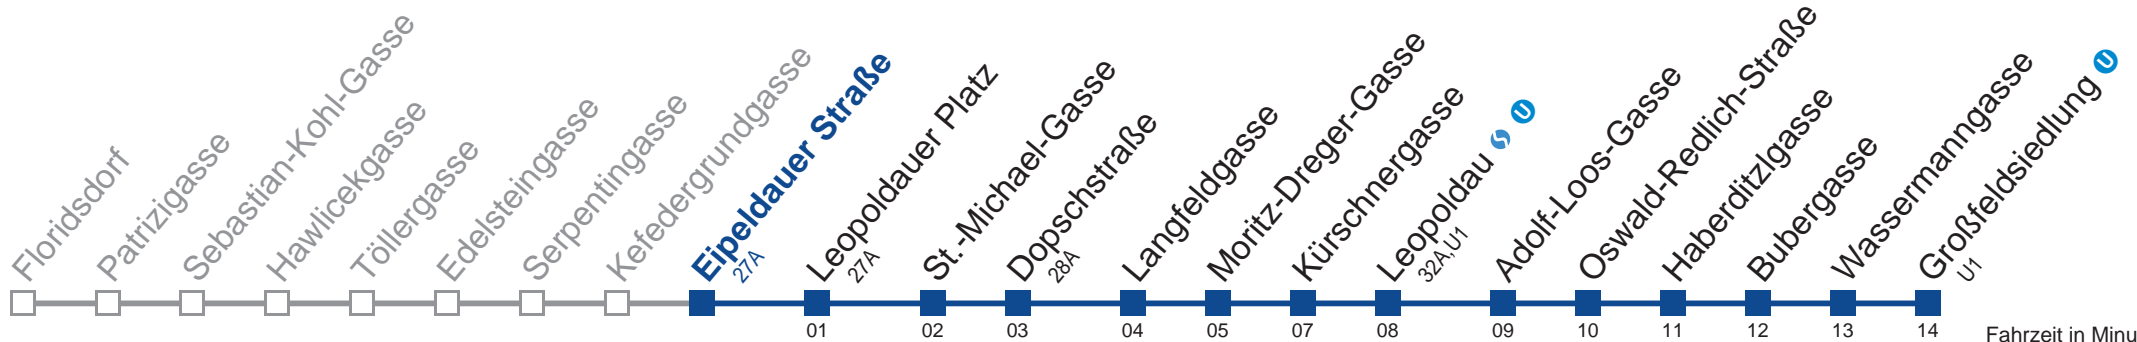 Floridsdorf
Patrizigasse
Sebastian-Kohl-Gasse
Hawlicekgasse
Töllergasse
Edelsteingasse
Serpentingasse
Kefedergrundgasse
Eipeldauer Straße
27A
Leopoldauer Platz
27A
St.-Michael-Gasse
Dopschstraße
28A
Langfeldgasse
Moritz-Dreger-Gasse
Kürschnergasse
Leopoldau U
32A,U1
Adolf-Loos-Gasse
Oswald-Redlich-Straße
Haberditzlgasse
Bubergasse
Wassermanngasse
Großfeldsiedlung U
U1
01 02 03 04 05 07 08 09 10 11 12 13 14
Fahrzeit in Minu